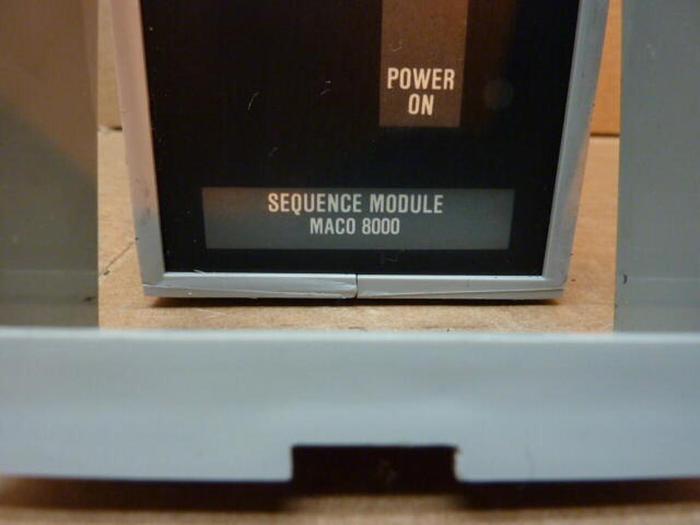 POWER
ON
SEQUENCE MODULE
MACO 8000